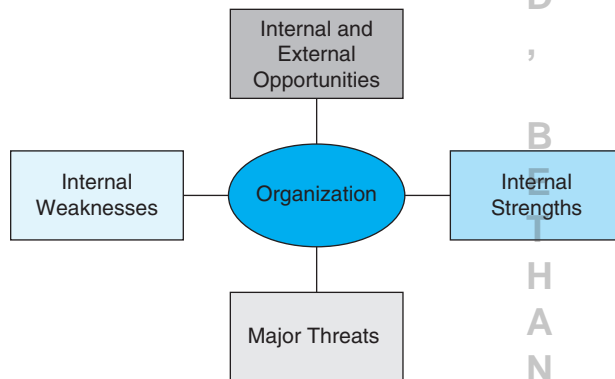 Internal and
External
Opportunities
Internal
Weaknesses
Organization
Internal
Strengths
Major Threats
D
,
B
E
T
H
A
N